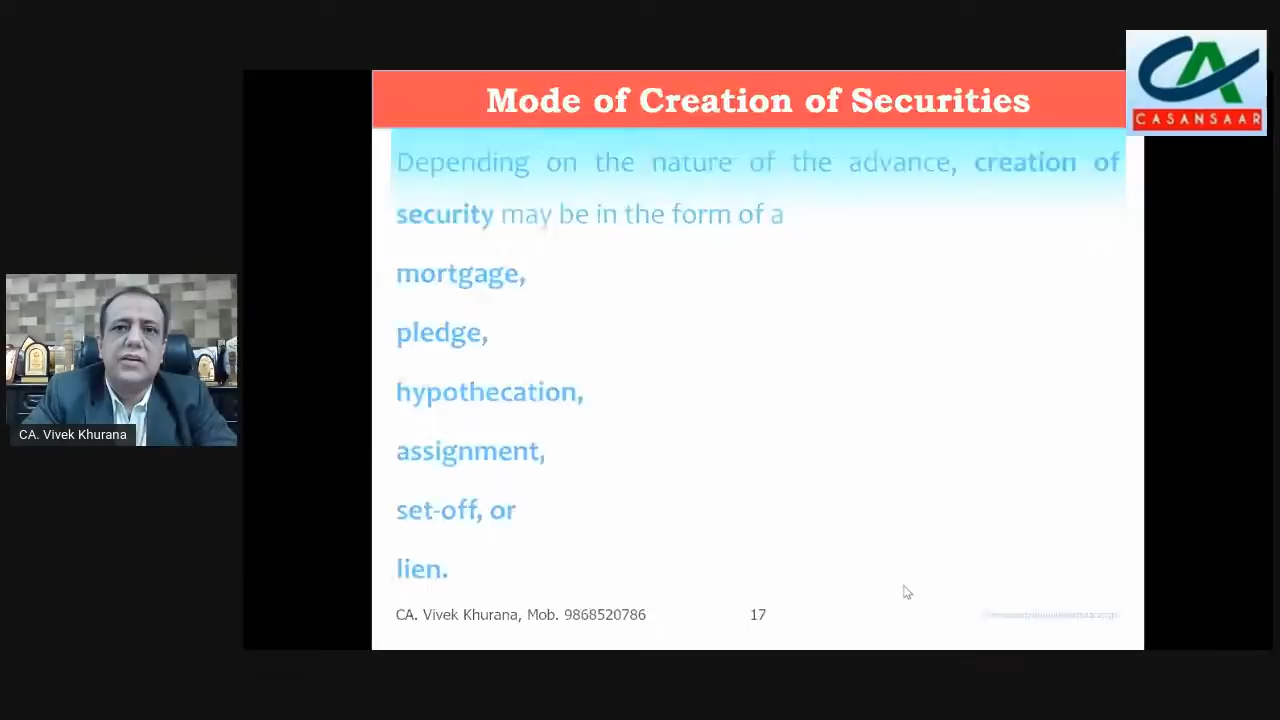 Mode of Creation of Securities
CA
CASANSAAR
Depending on the nature of the advance, creation of
security may be in the form of a
mortgage,
pledge,
hypothecation,
assignment,
set-off, or
lien.
CA. Vivek Khurana, Mob. 9868520786
17
CA. Vivek Khurana